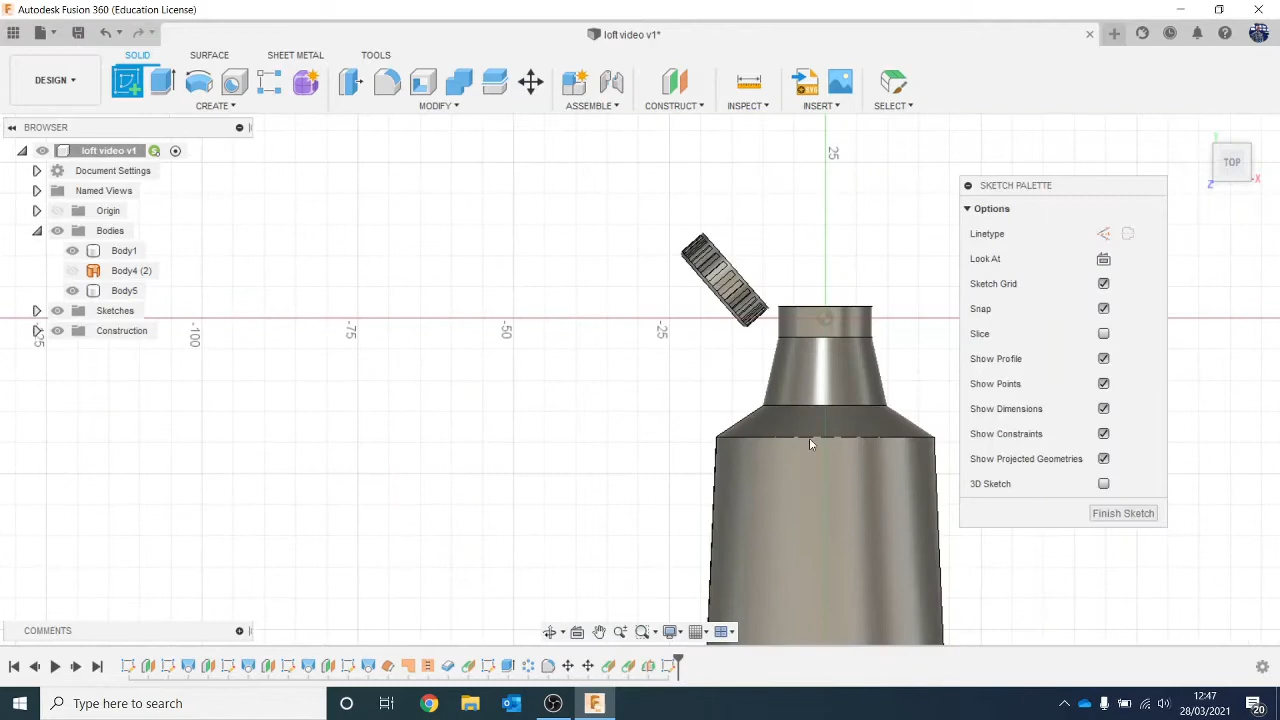 Autodesk Fusion 360 (Education License)
loft video v1*
DESIGN
SOLID
SURFACE
SHEET METAL
TOOLS
CREATE
MODIFY
ASSEMBLE
CONSTRUCT
INSPECT
INSERT
SELECT
BROWSER
loft video v1
Document Settings
Named Views
Origin
Bodies
Body1
Body4 (2)
Body5
Sketches
Construction
25
-25
-50
-75
-100
TOP
Z
X
SKETCH PALETTE
Options
Linetype
Look At
Sketch Grid
Snap
Slice
Show Profile
Show Points
Show Dimensions
Show Constraints
Show Projected Geometries
3D Sketch
Finish Sketch
COMMENTS
Type here to search
12:47
28/03/2021
20